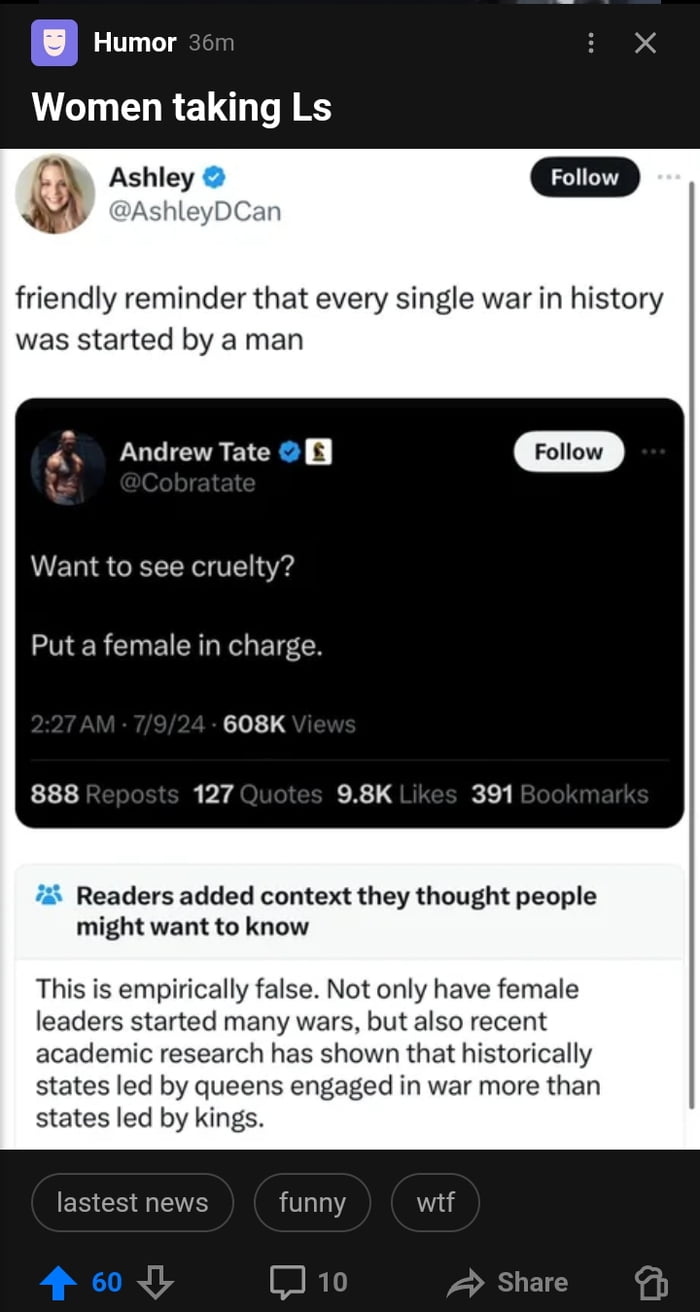 Humor 36m
Women taking Ls
Ashley
Follow
@AshleyDCan
friendly reminder that every single war in history
was started by a man
Andrew Tate
Follow
@Cobratate
Want to see cruelty?
Put a female in charge.
2:27 AM · 7/9/24 · 608K Views
888 Reposts 127 Quotes 9.8K Likes 391 Bookmarks
Readers added context they thought people
might want to know
This is empirically false. Not only have female
leaders started many wars, but also recent
academic research has shown that historically
states led by queens engaged in war more than
states led by kings.
lastest news funny wtf
60 10 Share